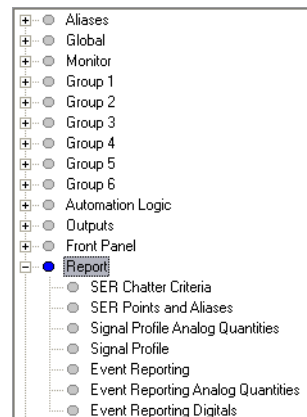 Aliases
Global
Monitor
Group 1
Group 2
Group 3
Group 4
Group 5
Group 6
Automation Logic
Outputs
Front Panel
Report
SER Chatter Criteria
SER Points and Aliases
Signal Profile Analog Quantities
Signal Profile
Event Reporting
Event Reporting Analog Quantities
Event Reporting Digitals